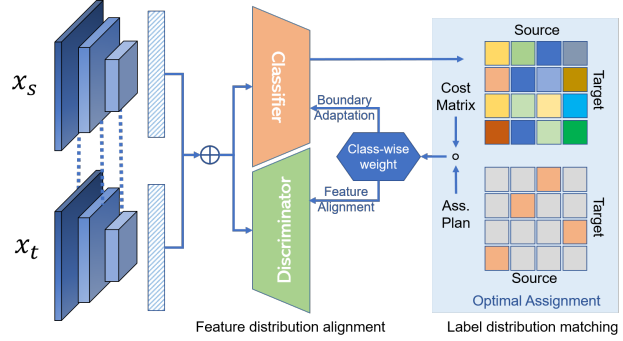 x_s
x_t
Classifier
Discriminator
Boundary
Adaptation
Class-wise
weight
Feature
Alignment
Source
Target
Cost
Matrix
Ass.
Plan
Target
Source
Optimal Assignment
Feature distribution alignment
Label distribution matching